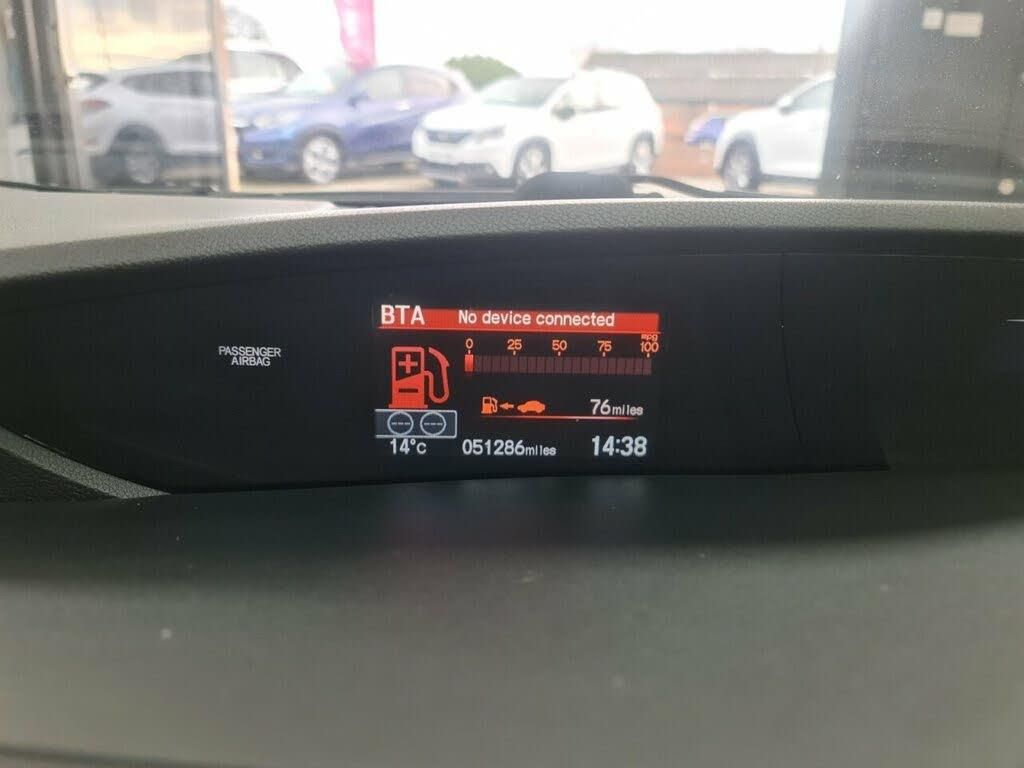 BTA No device connected
mpg
0 25 50 75 100
PASSENGER
AIRBAG
76miles
--- ---
14°c 051286miles 14:38